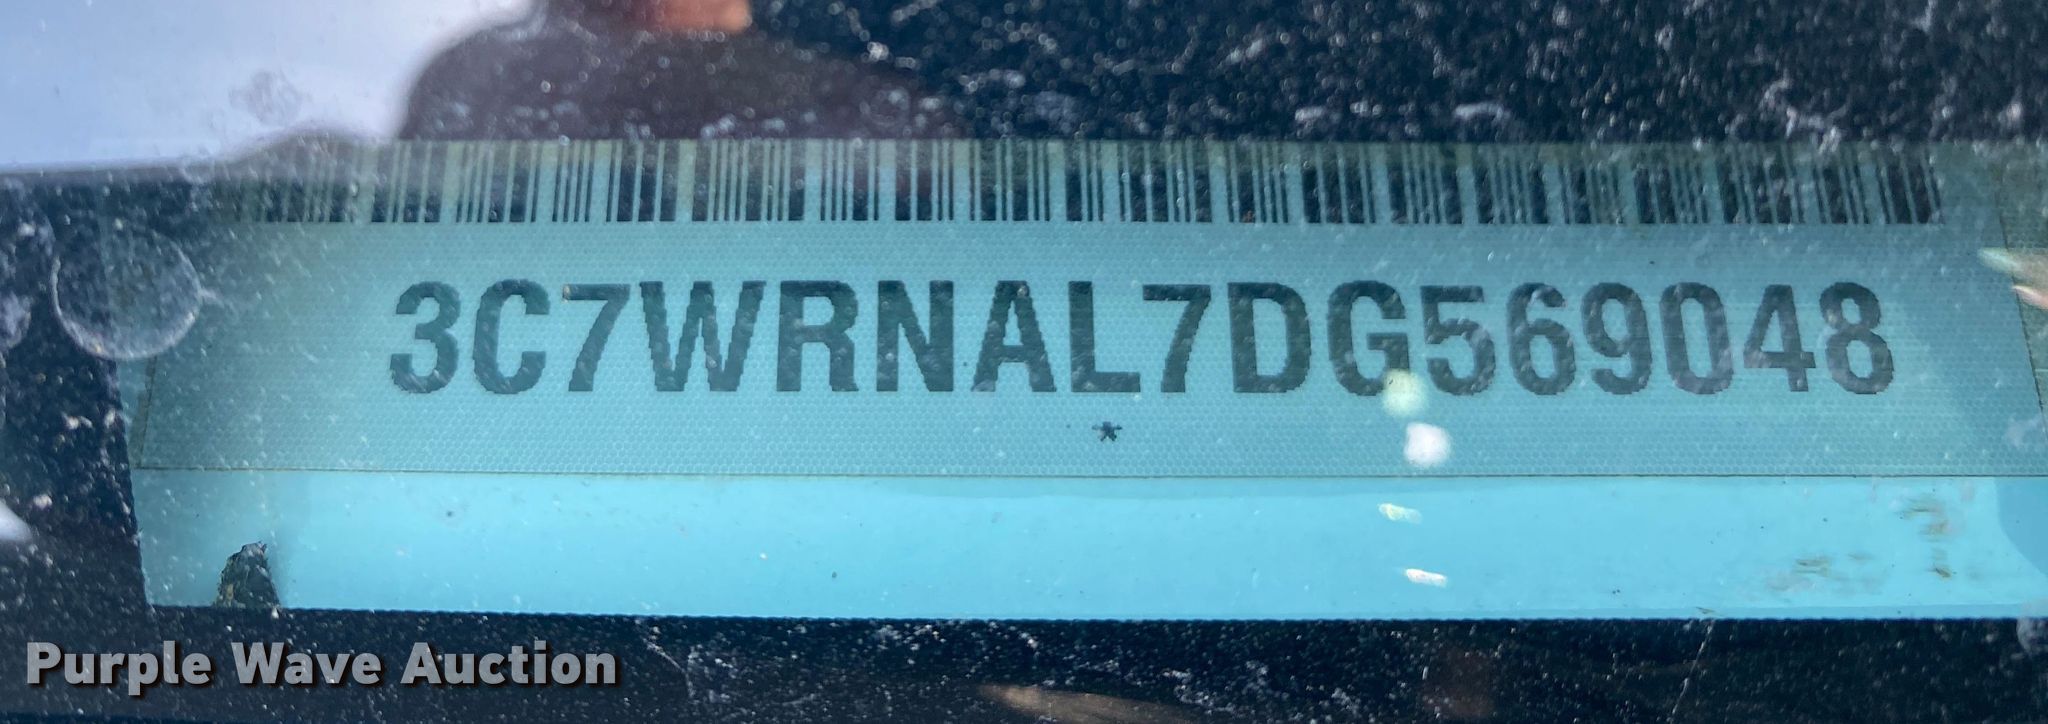 3C7WRNAL7DG569048
*
Purple Wave Auction